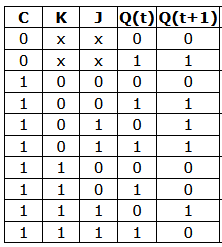 C K J Q(t) Q(t+1)
0 x x 0 0
0 x x 1 1
1 0 0 0 0
1 0 0 1 1
1 0 1 0 1
1 0 1 1 1
1 1 0 0 0
1 1 0 1 0
1 1 1 0 1
1 1 1 1 0